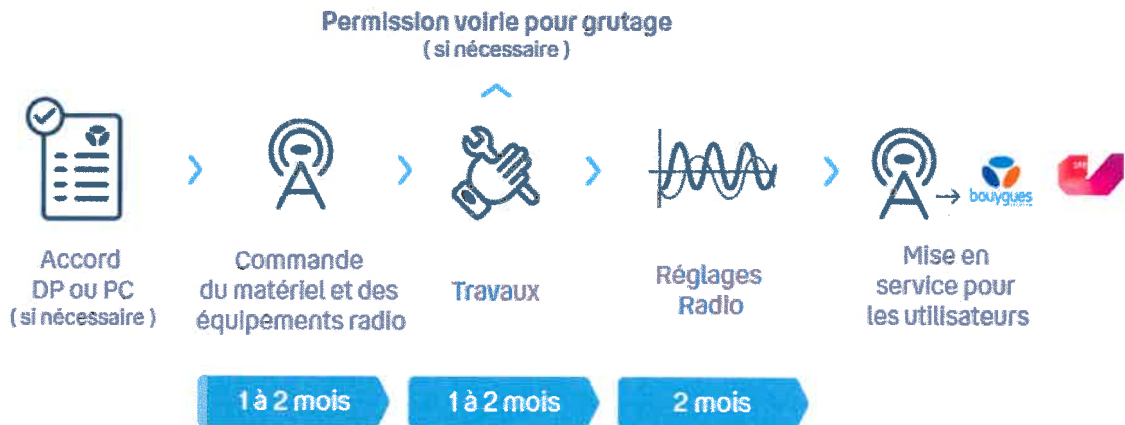 Permission voirie pour grutage
( si nécessaire )
Accord
DP ou PC
( si nécessaire )
Commande
du matériel et des
équipements radio
Travaux
Réglages
Radio
bouygues
Mise en
service pour
les utilisateurs
1 à 2 mois
1 à 2 mois
2 mois